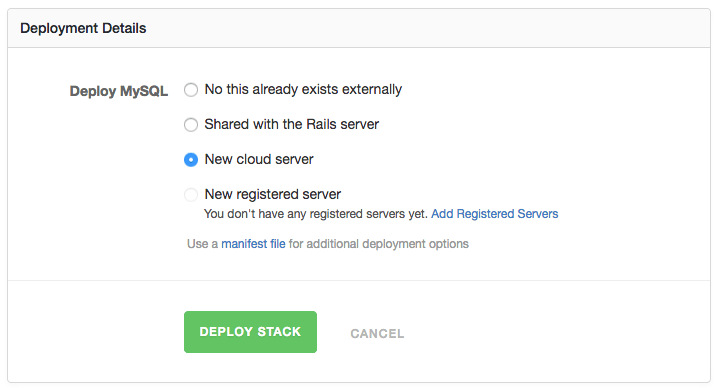 Deployment Details
Deploy MySQL
No this already exists externally
Shared with the Rails server
New cloud server
New registered server
You don't have any registered servers yet. Add Registered Servers
Use a manifest file for additional deployment options
DEPLOY STACK
CANCEL